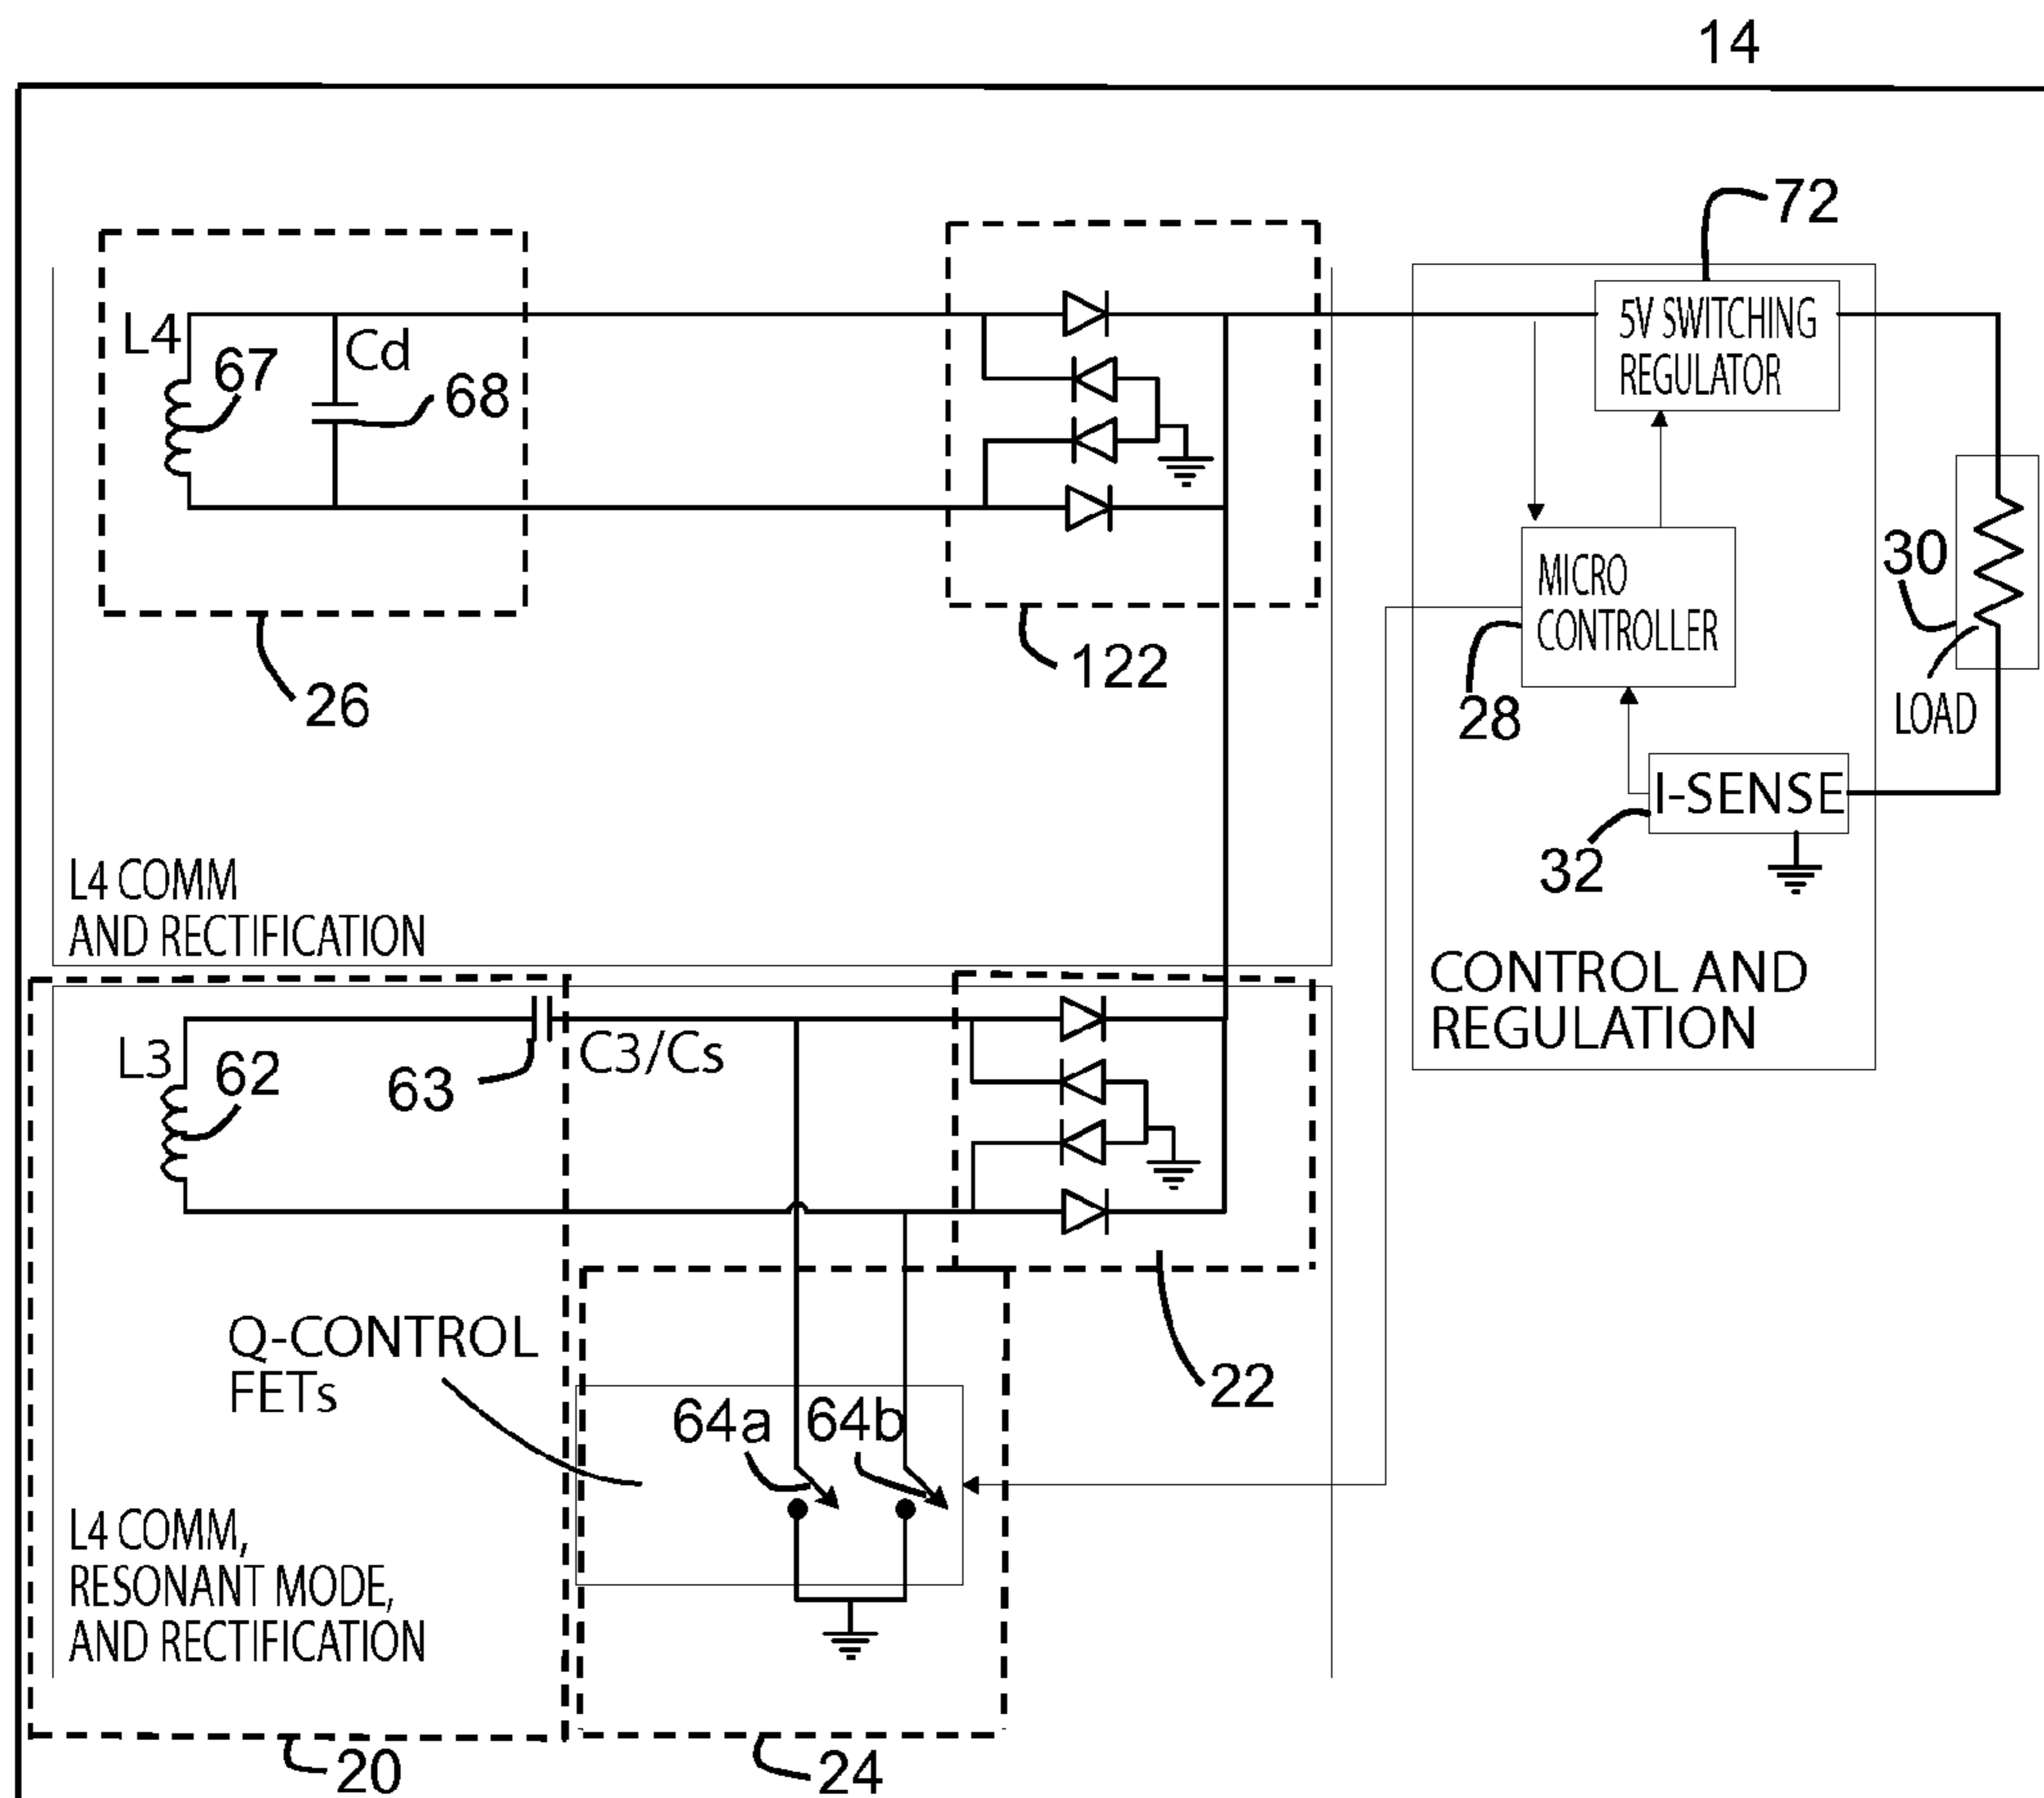 14
72
L4
67
Cd
68
5V SWITCHING
REGULATOR
26
122
MICRO
CONTROLLER
28
30
LOAD
I-SENSE
32
L4 COMM
AND RECTIFICATION
CONTROL AND
REGULATION
L3
62
63
C3/Cs
22
Q-CONTROL
FETs
64a
64b
L4 COMM,
RESONANT MODE,
AND RECTIFICATION
20
24